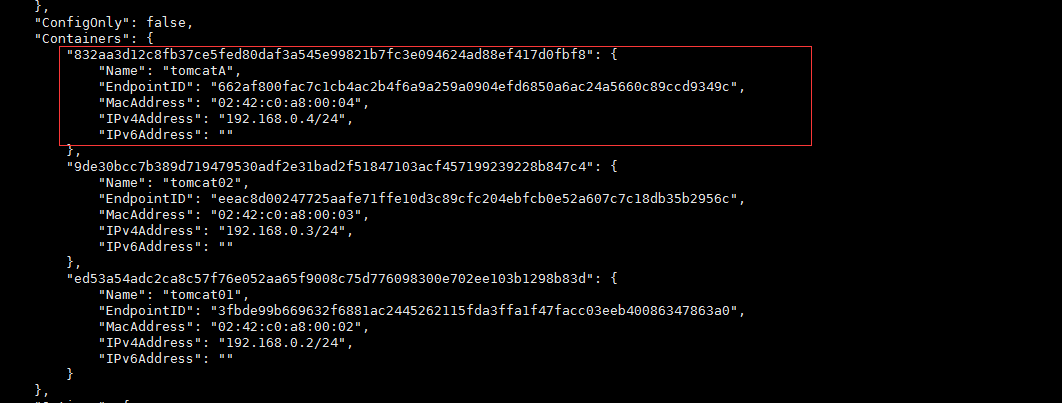 },
"ConfigOnly": false,
"Containers": {
"832aa3d12c8fb37ce5fed80daf3a545e99821b7fc3e094624ad88ef417d0fbf8": {
"Name": "tomcatA",
"EndpointID": "662af800fac7c1cb4ac2b4f6a9a259a0904efd6850a6ac24a5660c89ccd9349c",
"MacAddress": "02:42:c0:a8:00:04",
"IPv4Address": "192.168.0.4/24",
"IPv6Address": ""
},
"9de30bcc7b389d719479530adf2e31bad2f51847103acf457199239228b847c4": {
"Name": "tomcat02",
"EndpointID": "eeac8d00247725aafe71ffe10d3c89cfc204ebfcb0e52a607c7c18db35b2956c",
"MacAddress": "02:42:c0:a8:00:03",
"IPv4Address": "192.168.0.3/24",
"IPv6Address": ""
},
"ed53a54adc2ca8c57f76e052aa65f9008c75d776098300e702ee103b1298b83d": {
"Name": "tomcat01",
"EndpointID": "3fbde99b669632f6881ac2445262115fda3ffa1f47facc03eeb40086347863a0",
"MacAddress": "02:42:c0:a8:00:02",
"IPv4Address": "192.168.0.2/24",
"IPv6Address": ""
}
},